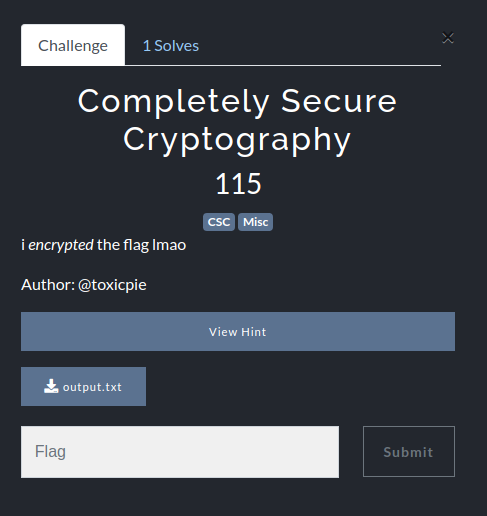 Challenge
1 Solves
×
Completely Secure
Cryptography
115
CSC Misc
i encrypted the flag lmao
Author: @toxicpie
View Hint
output.txt
Flag
Submit